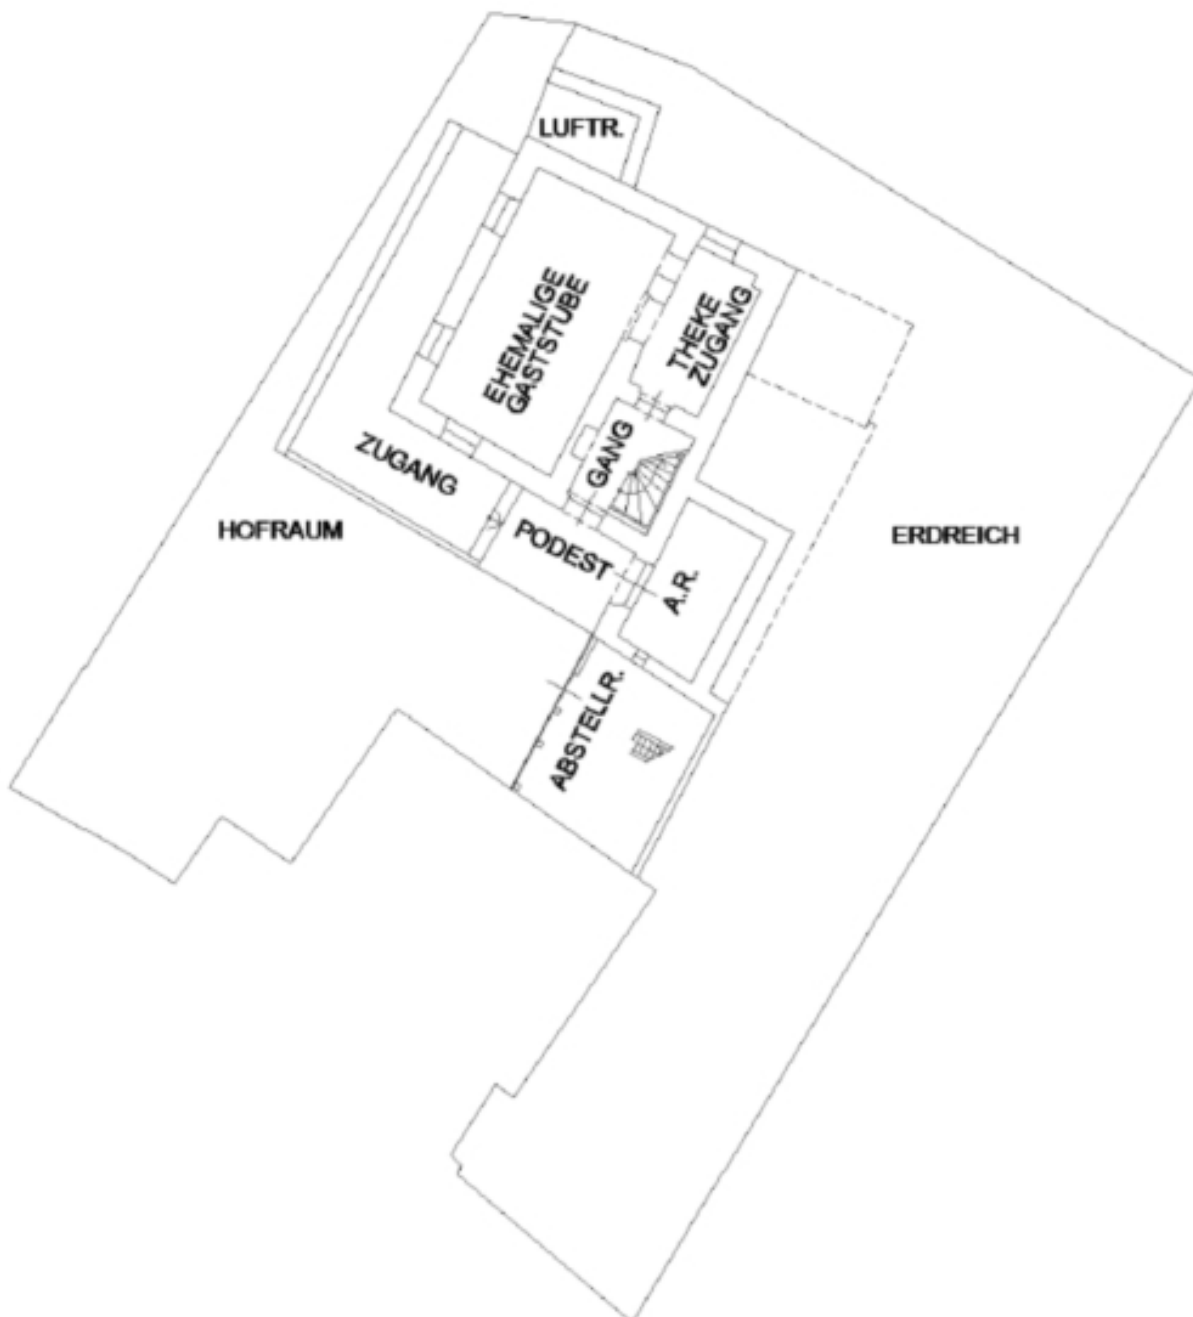 LUFTR.
EHEMALIGE
GASTSTUBE
THEKE
ZUGANG
GANG
ZUGANG
HOFRAUM
PODEST
A.R.
ERDREICH
ABSTELLR.